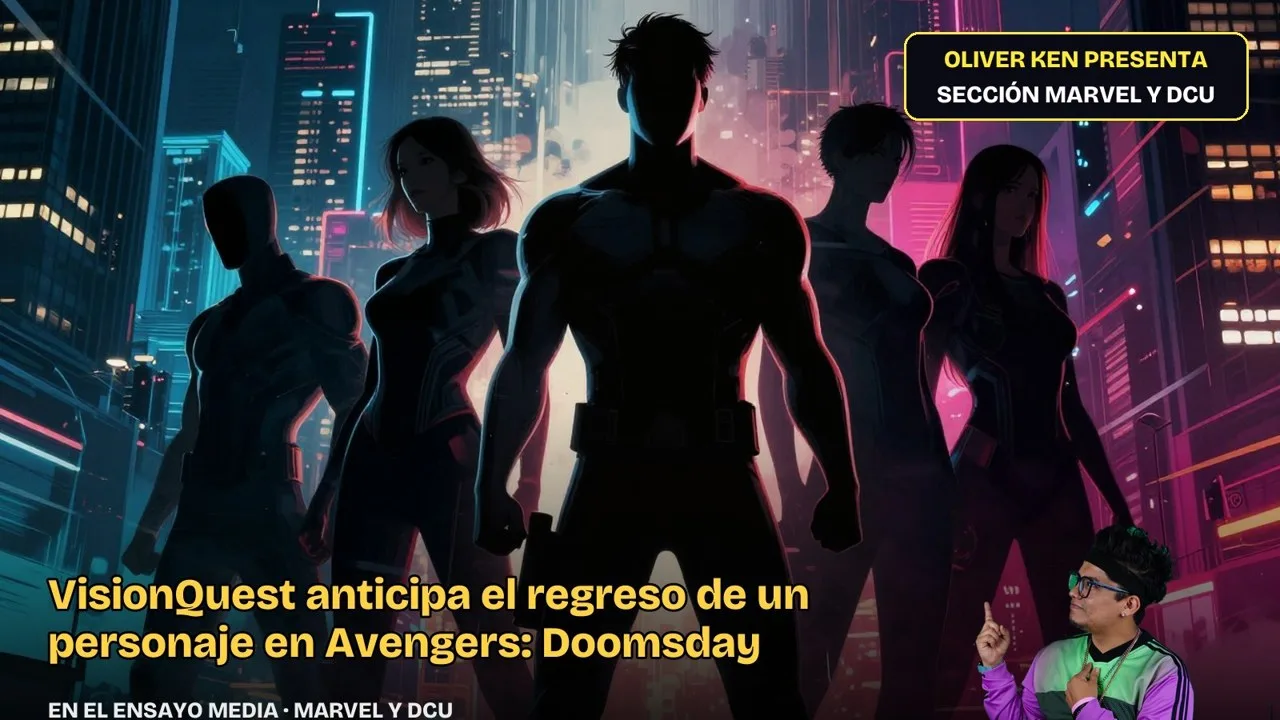 OLIVER KEN PRESENTA
SECCIÓN MARVEL Y DCU
VisionQuest anticipa el regreso de un
personaje en Avengers: Doomsday
EN EL ENSAYO MEDIA · MARVEL Y DCU